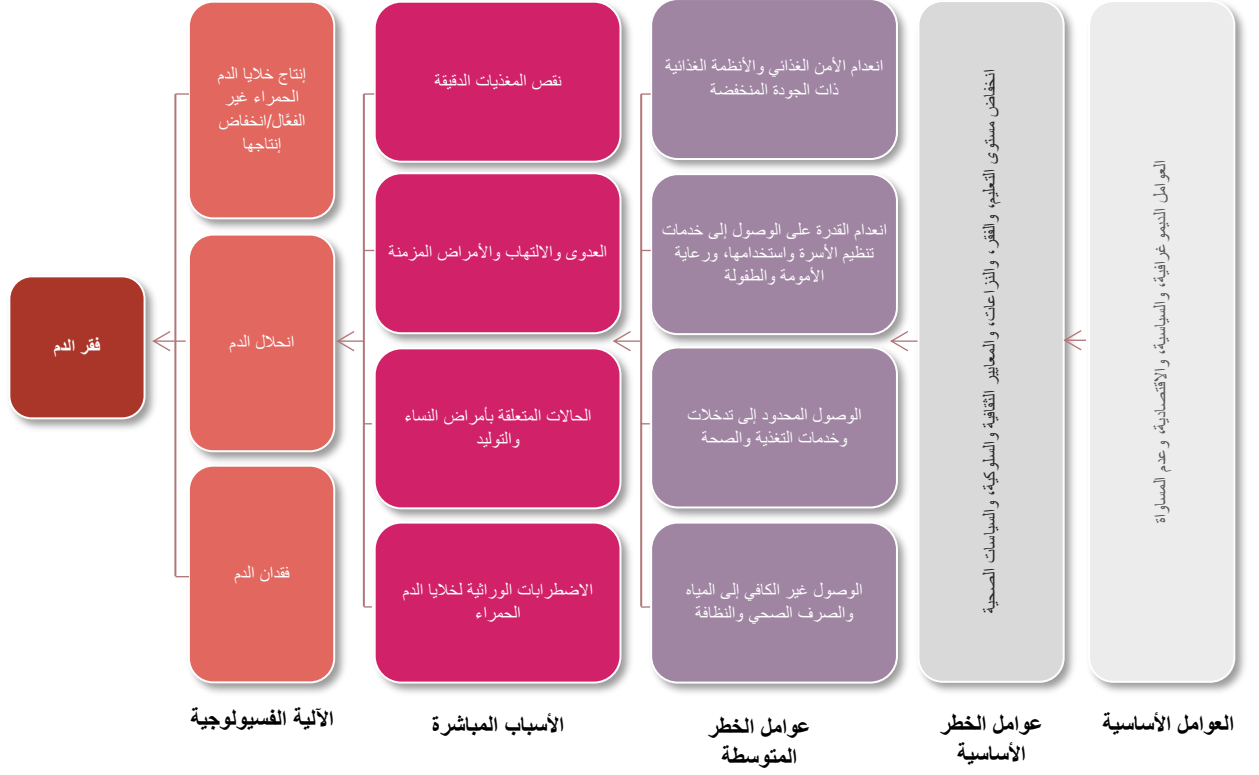 العوامل الديموغرافية، والسياسية، والاقتصادية، وعدم المساواة
العوامل الأساسية
انخفاض مستوى التعليم، والفقر، والنزاعات، والمعايير الثقافية والسلوكية، والسياسات الصحية
عوامل الخطر
الأساسية
انعدام الأمن الغذائي والأنظمة الغذائية
ذات الجودة المنخفضة
انعدام القدرة على الوصول إلى خدمات
تنظيم الأسرة واستخدامها، ورعاية
الأمومة والطفولة
الوصول المحدود إلى تدخلات
وخدمات التغذية والصحة
الوصول غير الكافي إلى المياه
والصرف الصحي والنظافة
عوامل الخطر
المتوسطة
نقص المغذيات الدقيقة
العدوى والالتهاب والأمراض المزمنة
الحالات المتعلقة بأمراض النساء
والتوليد
الاضطرابات الوراثية لخلايا الدم
الحمراء
الأسباب المباشرة
إنتاج خلايا الدم
الحمراء غير
الفعَّال/انخفاض
إنتاجها
انحلال الدم
فقدان الدم
الآلية الفسيولوجية
فقر الدم